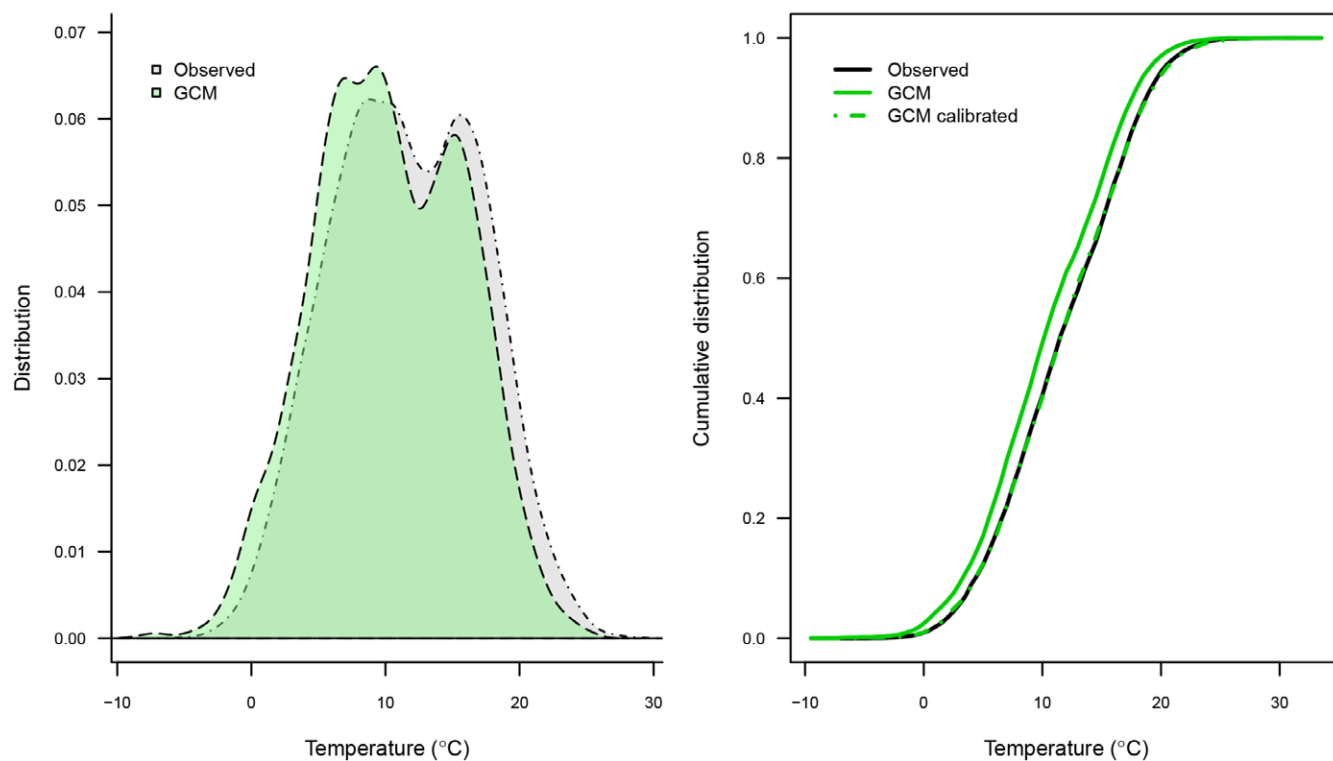 0.07
0.06
0.05
0.04
0.03
0.02
0.01
0.00
Distribution
Observed
GCM
−10
0
10
20
30
Temperature (°C)
1.0
0.8
0.6
0.4
0.2
0.0
Cumulative distribution
Observed
GCM
GCM calibrated
−10
0
10
20
30
Temperature (°C)